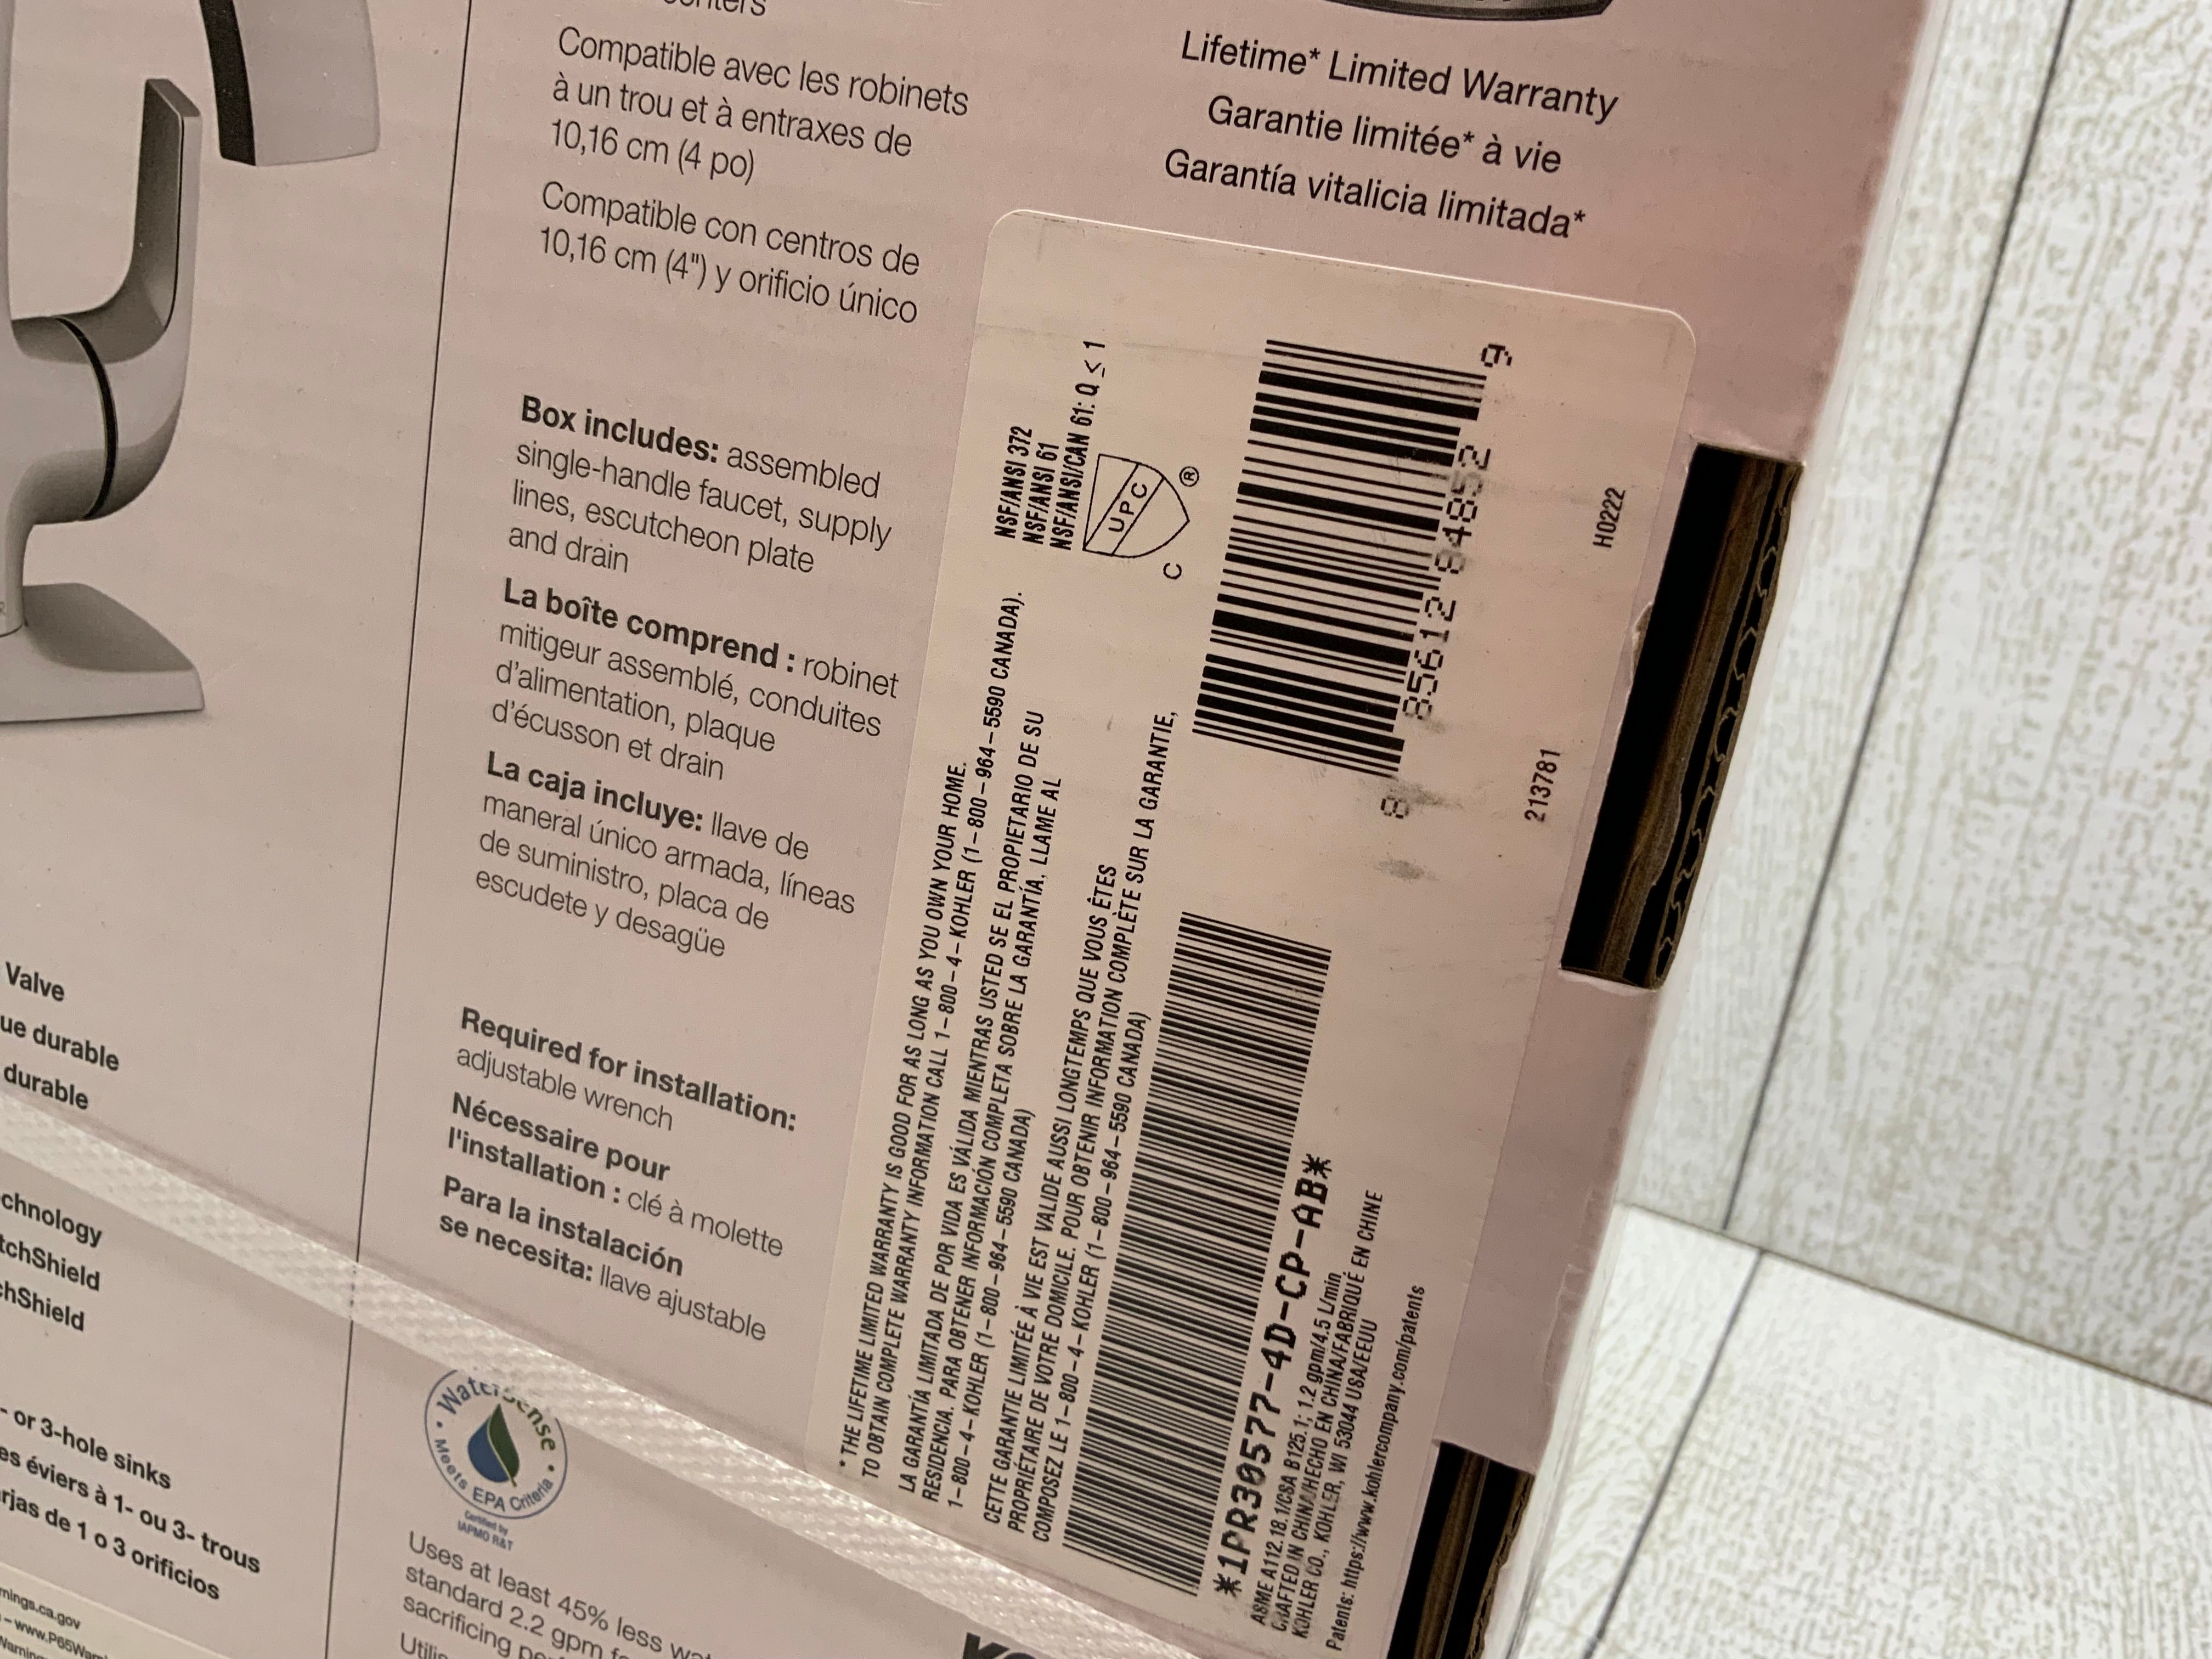 Compatible avec les robinets
à un trou et à entraxes de
10,16 cm (4 po)
Compatible con centros de
10,16 cm (4") y orificio único
Box includes: assembled
single-handle faucet, supply
lines, escutcheon plate
and drain
La boîte comprend : robinet
mitigeur assemblé, conduites
d'alimentation, plaque
d'écusson et drain
La caja incluye: llave de
maneral único armada, líneas
de suministro, placa de
escudete y desagüe
Required for installation:
adjustable wrench
Nécessaire pour
l'installation : clé à molette
Para la instalación
se necesita: llave ajustable
WaterSense
Meets EPA Criteria
Certified by
IAPMO R&T
Uses at least 45% less
standard 2.2 gpm
sacrificing
Lifetime* Limited Warranty
Garantie limitée* à vie
Garantía vitalicia limitada*
* THE LIFETIME LIMITED WARRANTY IS GOOD FOR AS LONG AS YOU OWN YOUR HOME.
TO OBTAIN COMPLETE WARRANTY INFORMATION CALL 1-800-4-KOHLER (1-800-964-5590 CANADA).
LA GARANTÍA LIMITADA DE POR VIDA ES VÁLIDA MIENTRAS USTED SE EL PROPIETARIO DE SU
RESIDENCIA. PARA OBTENER INFORMACIÓN COMPLETA SOBRE LA GARANTÍA, LLAME AL
1-800-4-KOHLER (1-800-964-5590 CANADA)
CETTE GARANTIE LIMITÉE À VIE EST VALIDE AUSSI LONGTEMPS QUE VOUS ÊTES
PROPRIÉTAIRE DE VOTRE DOMICILE. POUR OBTENIR INFORMATION COMPLÈTE SUR LA GARANTIE,
COMPOSEZ LE 1-800-4-KOHLER (1-800-964-5590 CANADA)
NSF/ANSI 372
NSF/ANSI 61
NSF/ANSI/CAN 61: Q ≤ 1
C UPC ®
8 85612 84852 9
*1PR30577-4D-CP-AB*
ASME A112.18.1/CSA B125.1; 1.2 gpm/4.5 L/min
CRAFTED IN CHINA/HECHO EN CHINA/FABRIQUÉ EN CHINE
KOHLER CO., KOHLER, WI 53044 USA/EEUU
Patents: https://www.kohlercompany.com/patents
213781
H0222
Valve
durable
durable
- or 3-hole sinks
éviers à 1- ou 3- trous
de 1 o 3 orificios